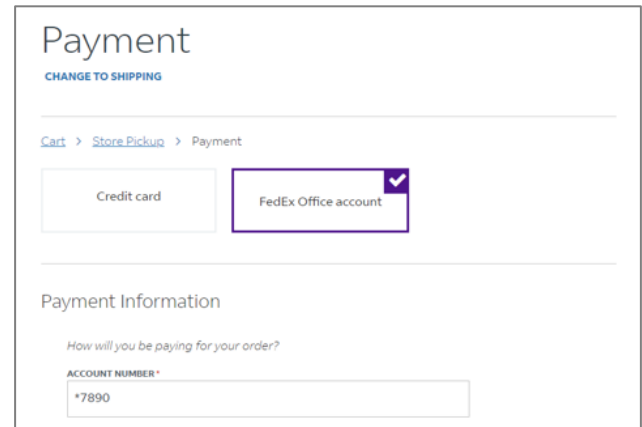 Payment
CHANGE TO SHIPPING
Cart > Store Pickup > Payment
Credit card
FedEx Office account
Payment Information
How will you be paying for your order?
ACCOUNT NUMBER*
*7890